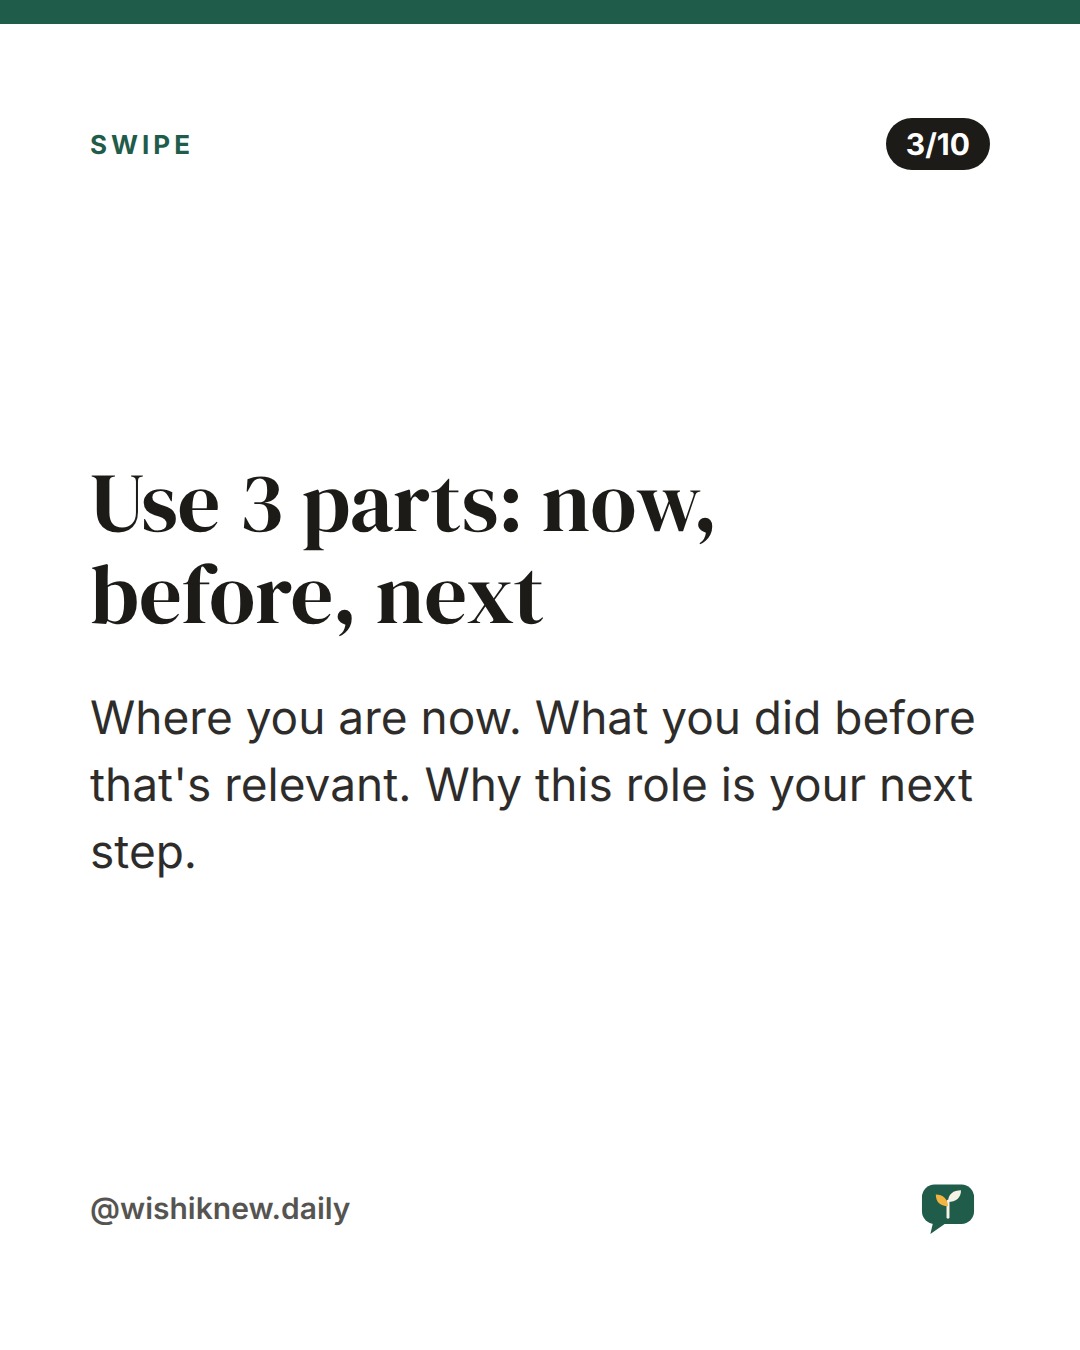 SWIPE
3/10
Use 3 parts: now,
before, next
Where you are now. What you did before
that's relevant. Why this role is your next
step.
@wishiknew.daily